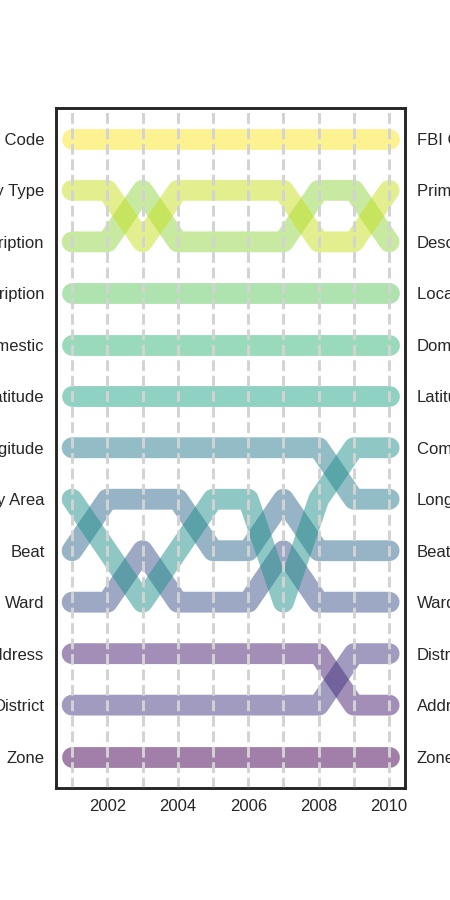 Code FBI
y Type Prim
ription Desc
ription Loca
mestic Dom
atitude Latitu
gitude Com
y Area Long
Beat Beat
Ward Ward
ddress Distr
District Addr
Zone Zone
2002 2004 2006 2008 2010